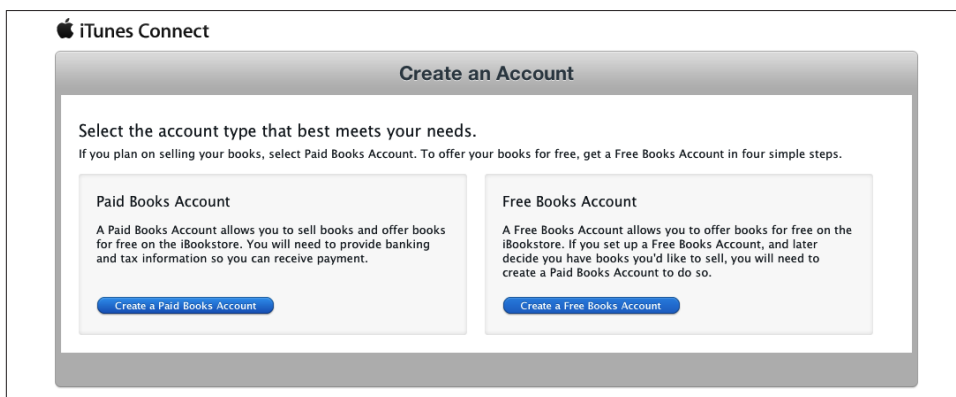 iTunes Connect
Create an Account
Select the account type that best meets your needs.
If you plan on selling your books, select Paid Books Account. To offer your books for free, get a Free Books Account in four simple steps.
Paid Books Account
A Paid Books Account allows you to sell books and offer books
for free on the iBookstore. You will need to provide banking
and tax information so you can receive payment.
Create a Paid Books Account
Free Books Account
A Free Books Account allows you to offer books for free on the
iBookstore. If you set up a Free Books Account, and later
decide you have books you'd like to sell, you will need to
create a Paid Books Account to do so.
Create a Free Books Account